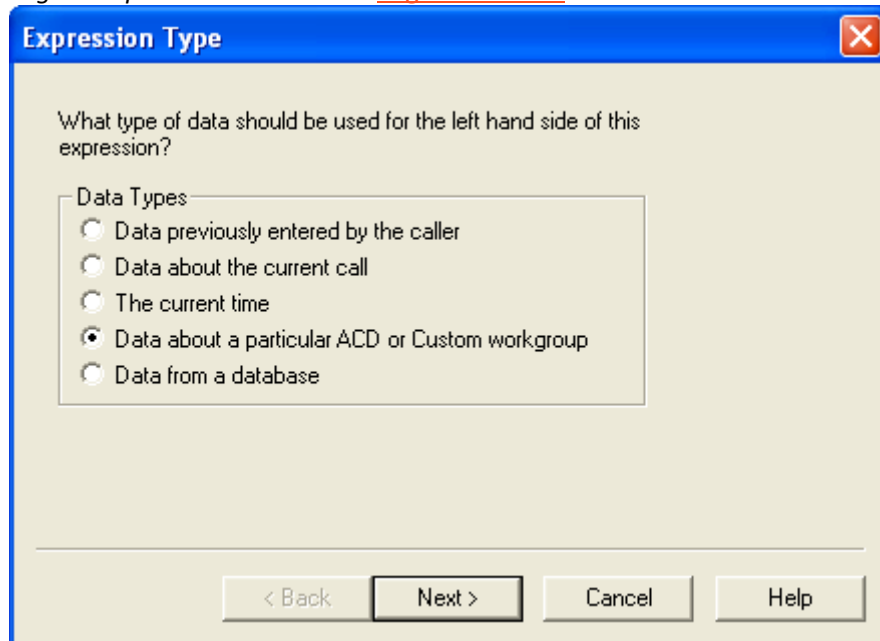 Expression Type
What type of data should be used for the left hand side of this
expression?
Data Types
Data previously entered by the caller
Data about the current call
The current time
Data about a particular ACD or Custom workgroup
Data from a database
< Back
Next >
Cancel
Help